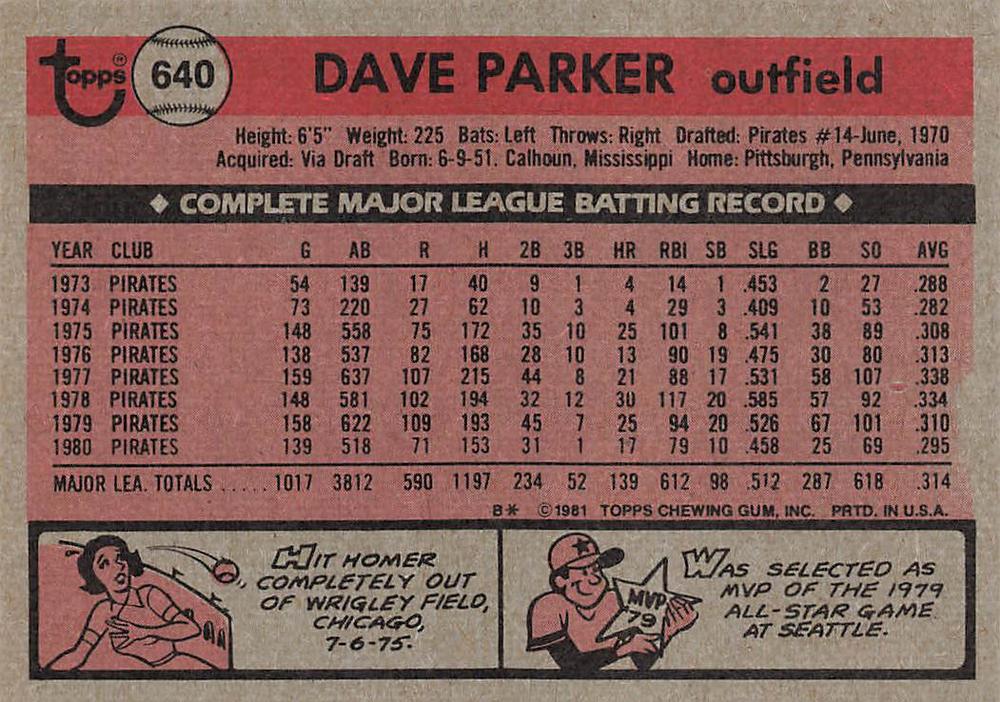 Topps® 640 DAVE PARKER outfield
Height: 6'5" Weight: 225 Bats: Left Throws: Right Drafted: Pirates #14-June, 1970
Acquired: Via Draft Born: 6-9-51. Calhoun, Mississippi Home: Pittsburgh, Pennsylvania
◆ COMPLETE MAJOR LEAGUE BATTING RECORD ◆
YEAR CLUB G AB R H 2B 3B HR RBI SB SLG BB SO AVG
1973 PIRATES 54 139 17 40 9 1 4 14 1 .453 2 27 .288
1974 PIRATES 73 220 27 62 10 3 4 29 3 .409 10 53 .282
1975 PIRATES 148 558 75 172 35 10 25 101 8 .541 38 89 .308
1976 PIRATES 138 537 82 168 28 10 13 90 19 .475 30 80 .313
1977 PIRATES 159 637 107 215 44 8 21 88 17 .531 58 107 .338
1978 PIRATES 148 581 102 194 32 12 30 117 20 .585 57 92 .334
1979 PIRATES 158 622 109 193 45 7 25 94 20 .526 67 101 .310
1980 PIRATES 139 518 71 153 31 1 17 79 10 .458 25 69 .295
MAJOR LEA. TOTALS ..... 1017 3812 590 1197 234 52 139 612 98 .512 287 618 .314
B* ©1981 TOPPS CHEWING GUM, INC. PRTD. IN U.S.A.
HIT HOMER
COMPLETELY OUT
OF WRIGLEY FIELD,
CHICAGO,
7-6-75.
MVP
79
WAS SELECTED AS
MVP OF THE 1979
ALL-STAR GAME
AT SEATTLE.